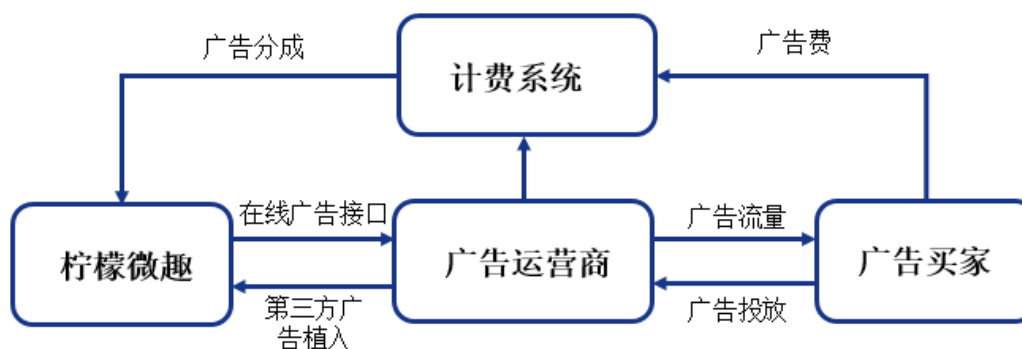 广告分成
计费系统
广告费
柠檬微趣
在线广告接口
第三方广
告植入
广告运营商
广告流量
广告投放
广告买家